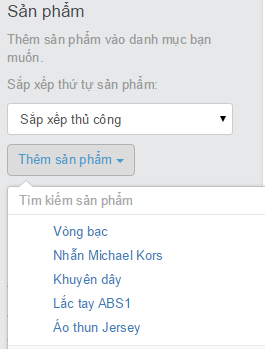 Sản phẩm
Thêm sản phẩm vào danh mục bạn
muốn.
Sắp xếp thứ tự sản phẩm:
Sắp xếp thủ công
Thêm sản phẩm
Tìm kiếm sản phẩm
Vòng bạc
Nhẫn Michael Kors
Khuyên dây
Lắc tay ABS1
Áo thun Jersey